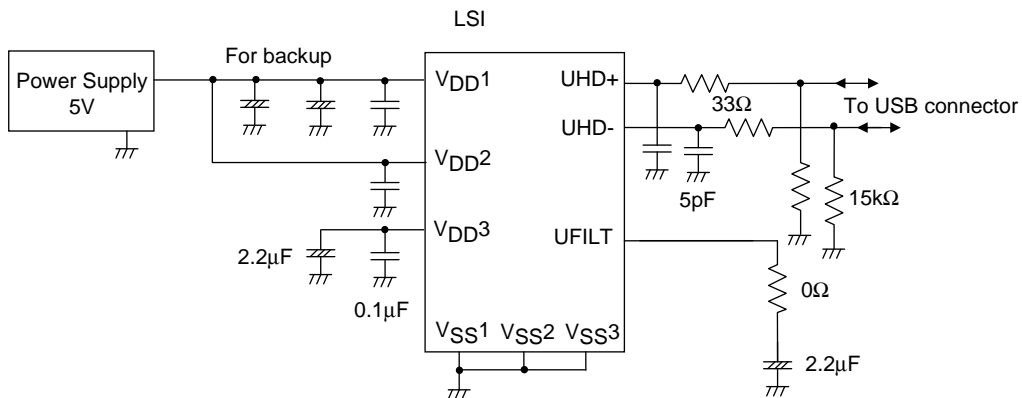 LSI
For backup
Power Supply
5V
VDD1
UHD+
33Ω
To USB connector
UHD-
VDD2
5pF
15kΩ
VDD3
UFILT
2.2μF
0Ω
0.1μF
VSS1
VSS2
VSS3
2.2μF